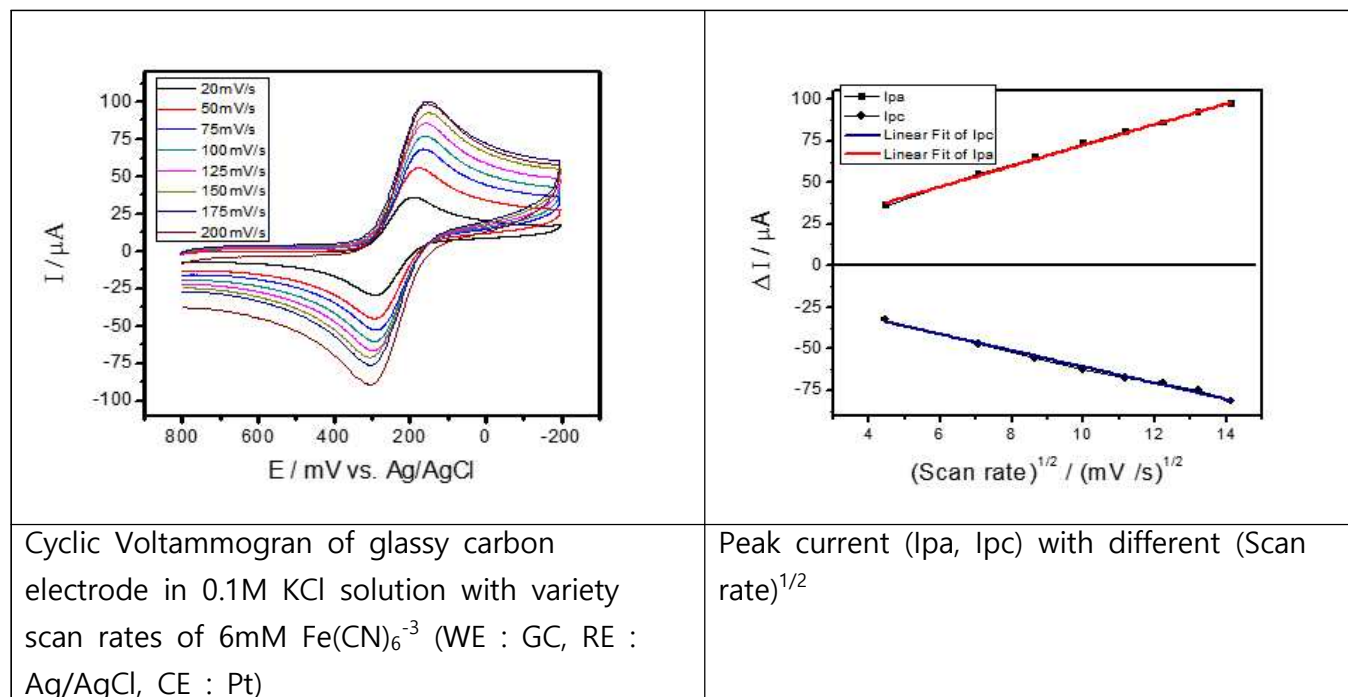 20mV/s
50mV/s
75mV/s
100mV/s
125mV/s
150mV/s
175mV/s
200mV/s
100
75
50
25
0
-25
-50
-75
-100
I / μA
800 600 400 200 0 -200
E / mV vs. Ag/AgCl
Ipa
Ipc
Linear Fit of Ipc
Linear Fit of Ipa
100
75
50
25
0
-25
-50
-75
Δ I / μA
4 6 8 10 12 14
(Scan rate)^1/2 / (mV /s)^1/2
Cyclic Voltammogran of glassy carbon
electrode in 0.1M KCl solution with variety
scan rates of 6mM Fe(CN)₆⁻³ (WE : GC, RE :
Ag/AgCl, CE : Pt)
Peak current (Ipa, Ipc) with different (Scan
rate)^1/2